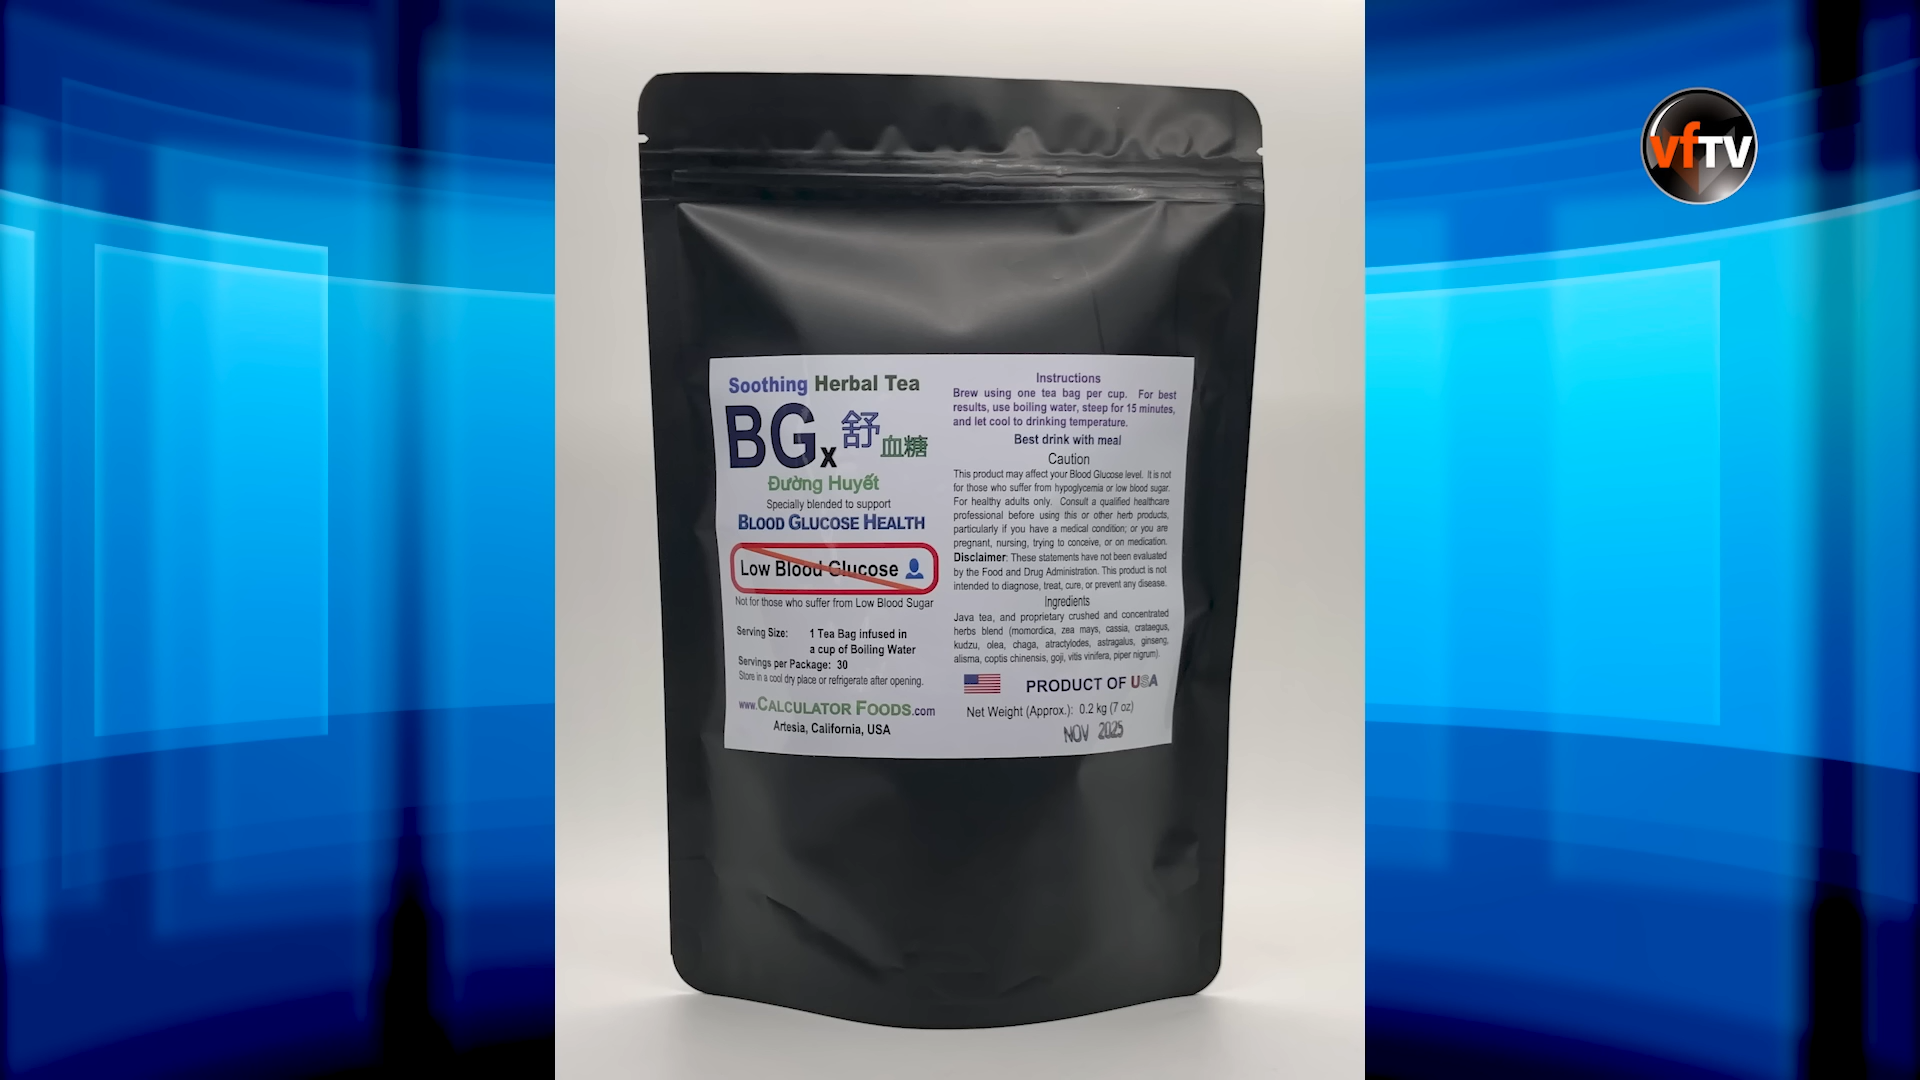 vfTV
Soothing Herbal Tea
BGx 舒血糖
Đường Huyết
Specially blended to support
BLOOD GLUCOSE HEALTH
Low Blood Glucose
Not for those who suffer from Low Blood Sugar
Serving Size: 1 Tea Bag infused in
a cup of Boiling Water
Servings per Package: 30
Store in a cool dry place or refrigerate after opening.
www.CALCULATOR FOODS.com
Artesia, California, USA
Instructions
Brew using one tea bag per cup. For best
results, use boiling water, steep for 15 minutes,
and let cool to drinking temperature.
Best drink with meal
Caution
This product may affect your Blood Glucose level. It is not
for those who suffer from hypoglycemia or low blood sugar.
For healthy adults only. Consult a qualified healthcare
professional before using this or other herb products,
particularly if you have a medical condition; or you are
pregnant, nursing, trying to conceive, or on medication.
Disclaimer: These statements have not been evaluated
by the Food and Drug Administration. This product is not
intended to diagnose, treat, cure, or prevent any disease.
Ingredients
Java tea, and proprietary crushed and concentrated
herbs blend (momordica, zea mays, cassia, crataegus,
kudzu, olea, chaga, atractylodes, astragalus, ginseng,
alisma, coptis chinensis, goji, vitis vinifera, piper nigrum).
PRODUCT OF USA
Net Weight (Approx.): 0.2 kg (7 oz)
NOV 2025